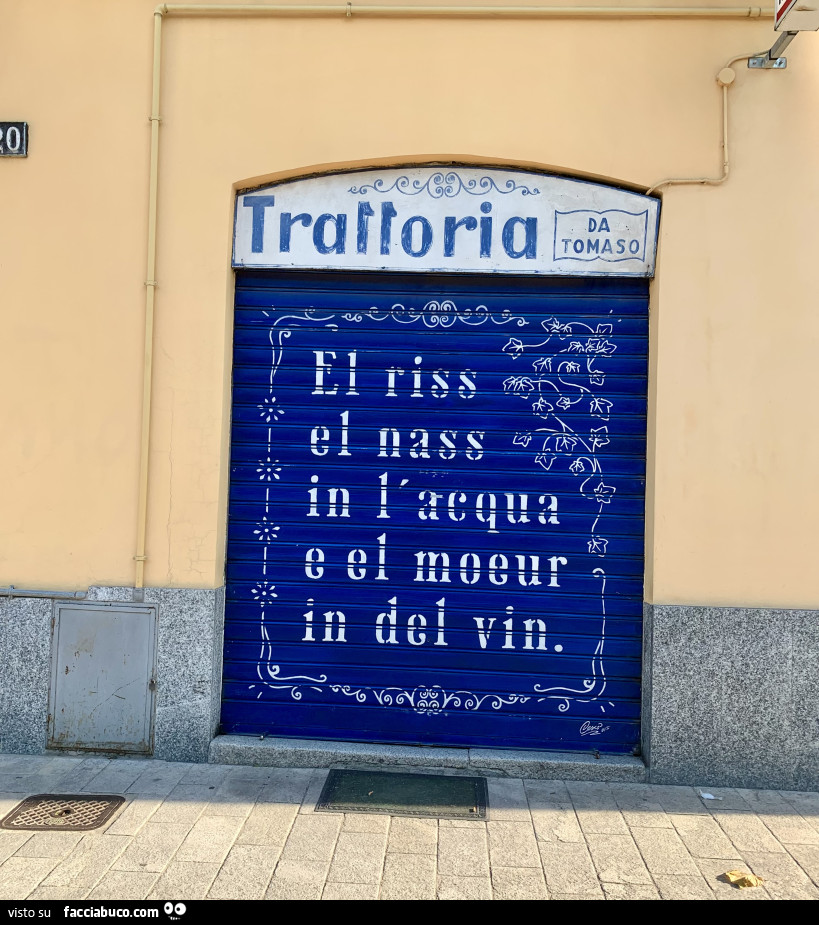 20
Trattoria
DA
TOMASO
El riss
el nass
in l'acqua
e el moeur
in del vin.
visto su facciabuco.com